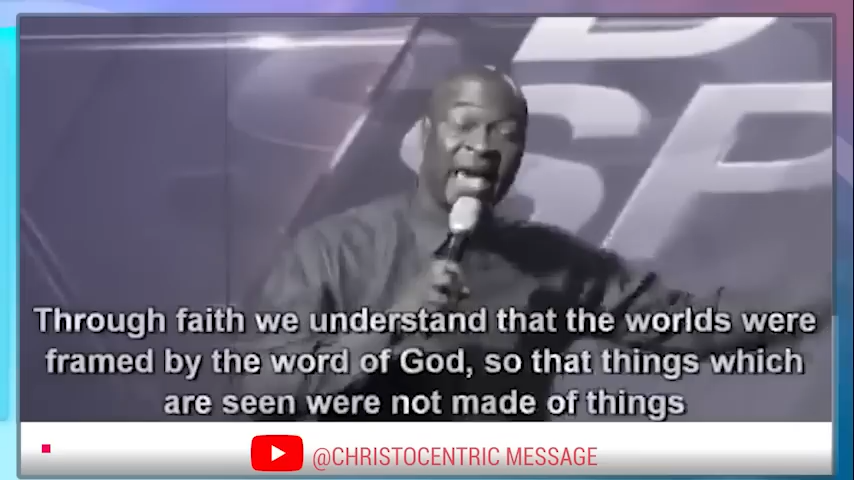 SP
Through faith we understand that the worlds were
framed by the word of God, so that things which
are seen were not made of things
@CHRISTOCENTRIC MESSAGE